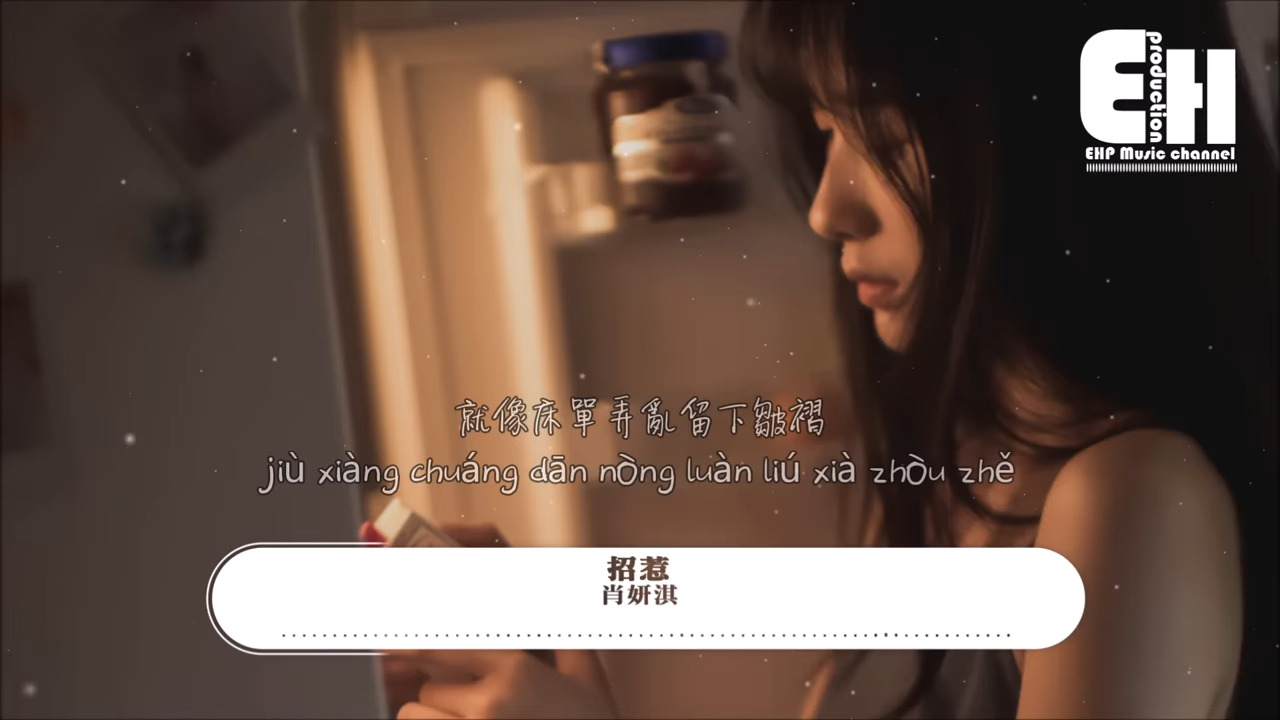 EH
production
EHP Music channel
就像床單弄亂留下皺褶
jiù xiàng chuáng dān nòng luàn liú xià zhòu zhě
招惹
肖妍淇